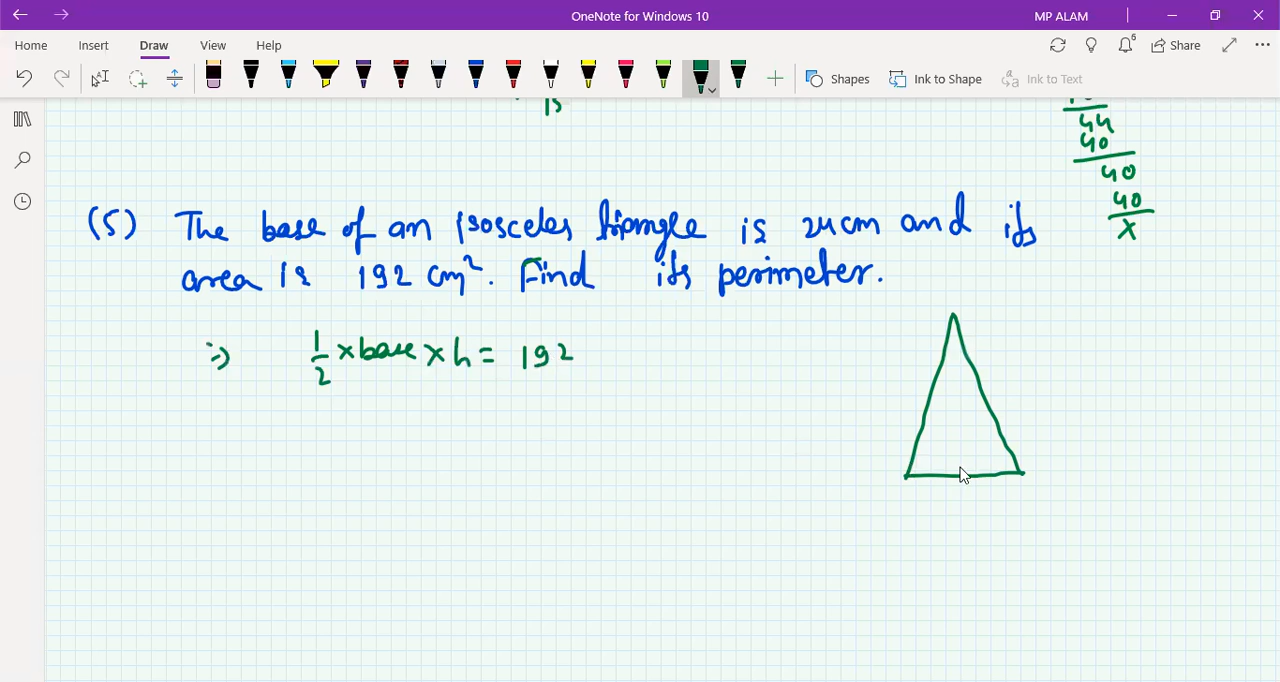 OneNote for Windows 10
MP ALAM
Home Insert Draw View Help
6 Share
Shapes Ink to Shape Ink to Text
15
44
40
40
40
x
(5) The base of an isosceles triangle is 24cm and its
area is 192 cm². Find its perimeter.
⇒ 1/2 × base × h = 192